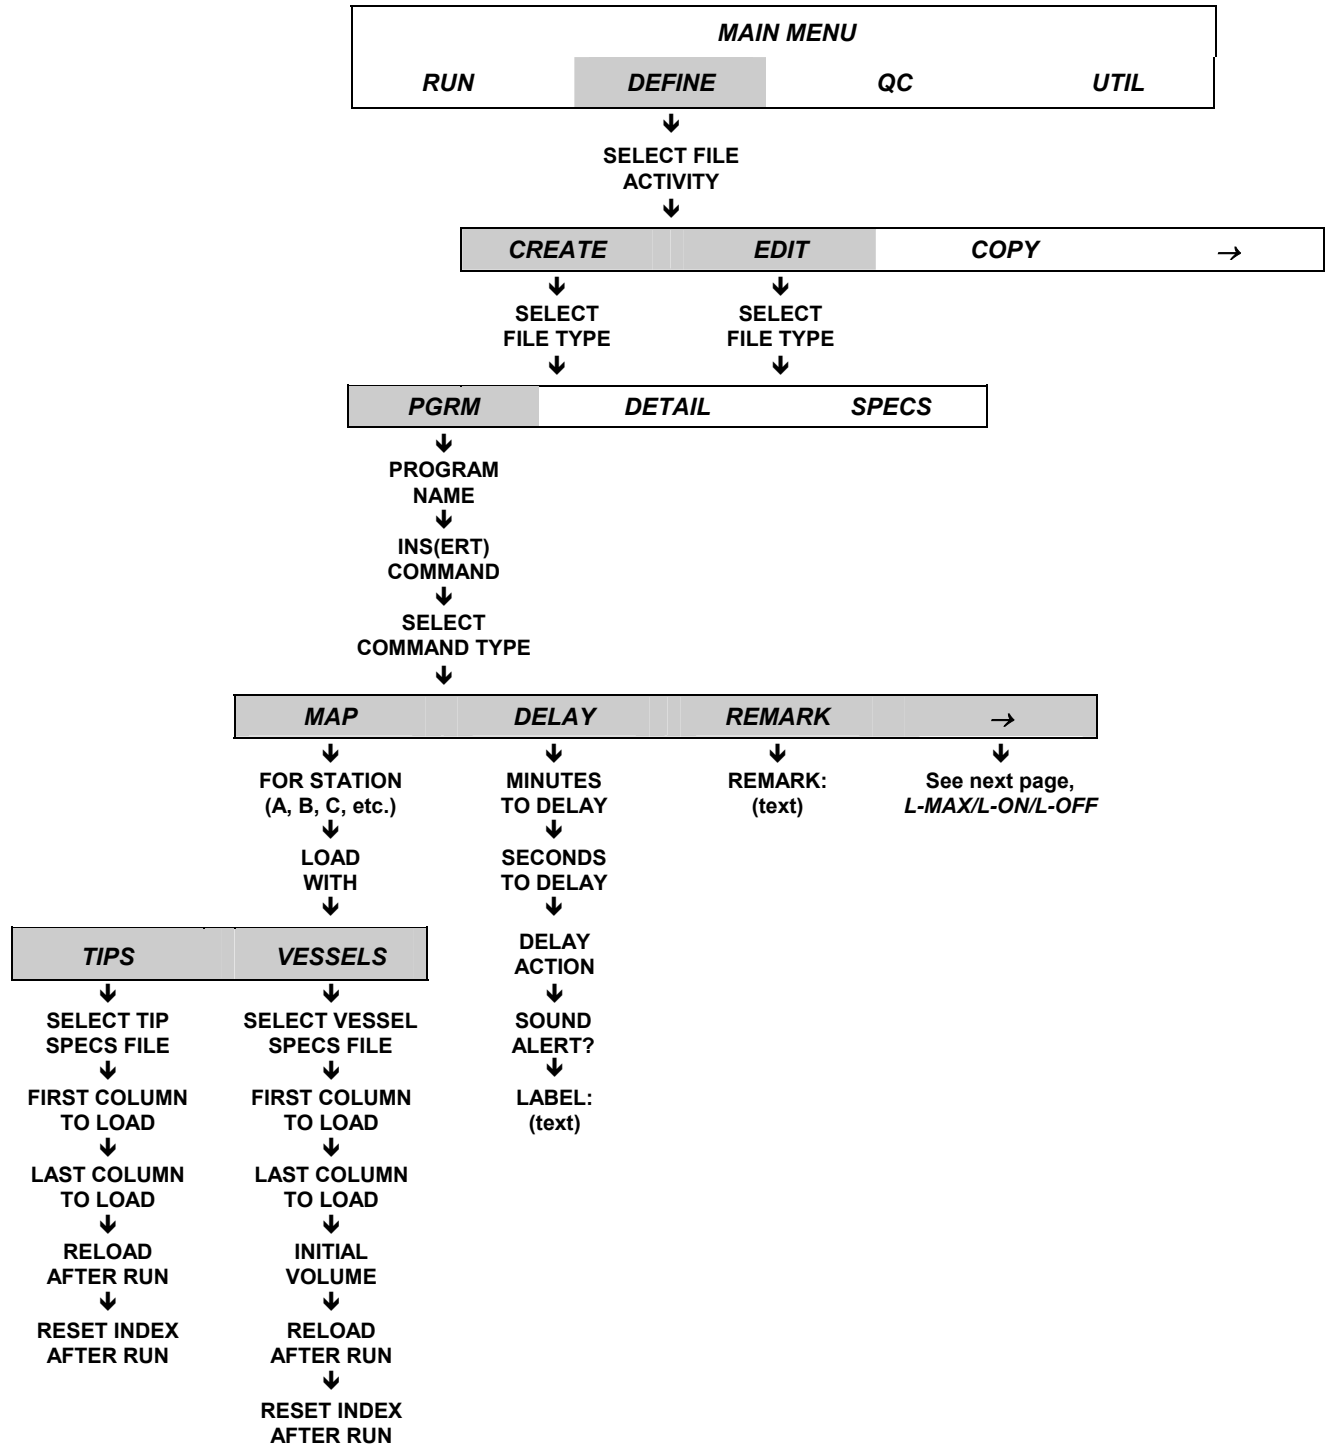 MAIN MENU
RUN DEFINE QC UTIL
SELECT FILE
ACTIVITY
CREATE EDIT COPY →
SELECT
FILE TYPE
SELECT
FILE TYPE
PGRM DETAIL SPECS
PROGRAM
NAME
INS(ERT)
COMMAND
SELECT
COMMAND TYPE
MAP DELAY REMARK →
FOR STATION
(A, B, C, etc.)
LOAD
WITH
MINUTES
TO DELAY
SECONDS
TO DELAY
DELAY
ACTION
SOUND
ALERT?
LABEL:
(text)
REMARK:
(text)
See next page,
L-MAX/L-ON/L-OFF
TIPS VESSELS
SELECT TIP
SPECS FILE
FIRST COLUMN
TO LOAD
LAST COLUMN
TO LOAD
RELOAD
AFTER RUN
RESET INDEX
AFTER RUN
SELECT VESSEL
SPECS FILE
FIRST COLUMN
TO LOAD
LAST COLUMN
TO LOAD
INITIAL
VOLUME
RELOAD
AFTER RUN
RESET INDEX
AFTER RUN